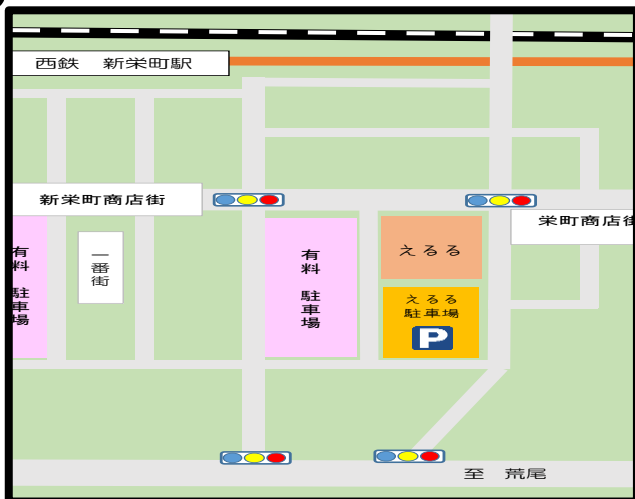 西鉄　新栄町駅
新栄町商店街
栄町商店街
有料　駐車場
一番街
有料　駐車場
えるる
えるる
駐車場
P
至　荒尾